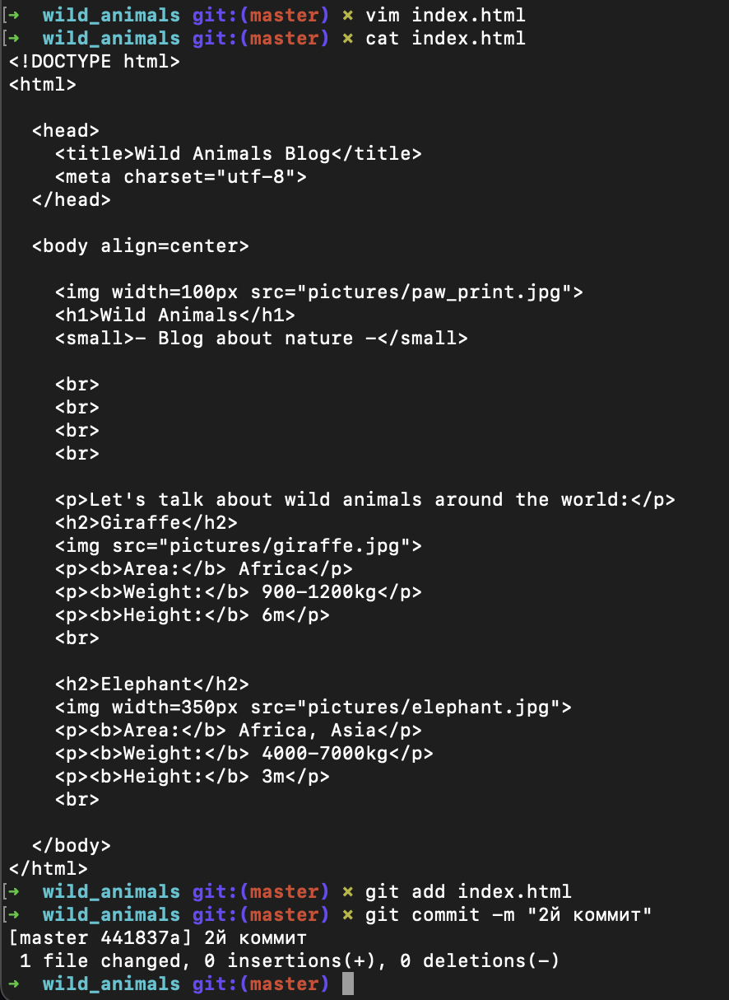 [➜  wild_animals git:(master) ✗ vim index.html
[➜  wild_animals git:(master) ✗ cat index.html
<!DOCTYPE html>
<html>
<head>
<title>Wild Animals Blog</title>
<meta charset="utf-8">
</head>
<body align=center>
<img width=100px src="pictures/paw_print.jpg">
<h1>Wild Animals</h1>
<small>- Blog about nature -</small>
<br>
<br>
<br>
<br>
<p>Let's talk about wild animals around the world:</p>
<h2>Giraffe</h2>
<img src="pictures/giraffe.jpg">
<p><b>Area:</b> Africa</p>
<p><b>Weight:</b> 900-1200kg</p>
<p><b>Height:</b> 6m</p>
<br>
<h2>Elephant</h2>
<img width=350px src="pictures/elephant.jpg">
<p><b>Area:</b> Africa, Asia</p>
<p><b>Weight:</b> 4000-7000kg</p>
<p><b>Height:</b> 3m</p>
<br>
</body>
</html>
[➜  wild_animals git:(master) ✗ git add index.html
[➜  wild_animals git:(master) ✗ git commit -m "2й коммит"
[master 441837a] 2й коммит
1 file changed, 0 insertions(+), 0 deletions(-)
➜  wild_animals git:(master)